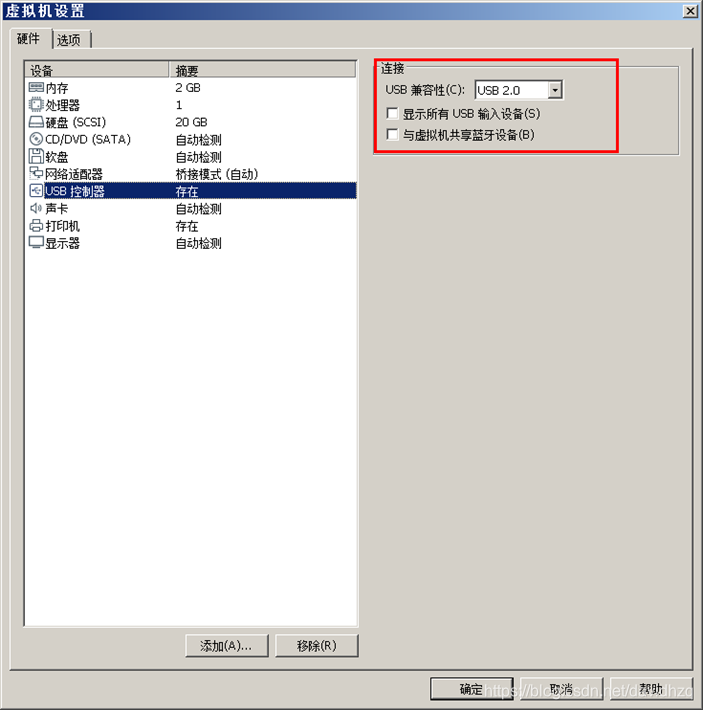 虚拟机设置
硬件 选项
设备 摘要
内存 2 GB
处理器 1
硬盘 (SCSI) 20 GB
CD/DVD (SATA) 自动检测
软盘 自动检测
网络适配器 桥接模式 (自动)
USB 控制器 存在
声卡 自动检测
打印机 存在
显示器 自动检测
连接
USB 兼容性(C): USB 2.0
显示所有 USB 输入设备(S)
与虚拟机共享蓝牙设备(B)
添加(A)... 移除(R)
确定 取消 帮助